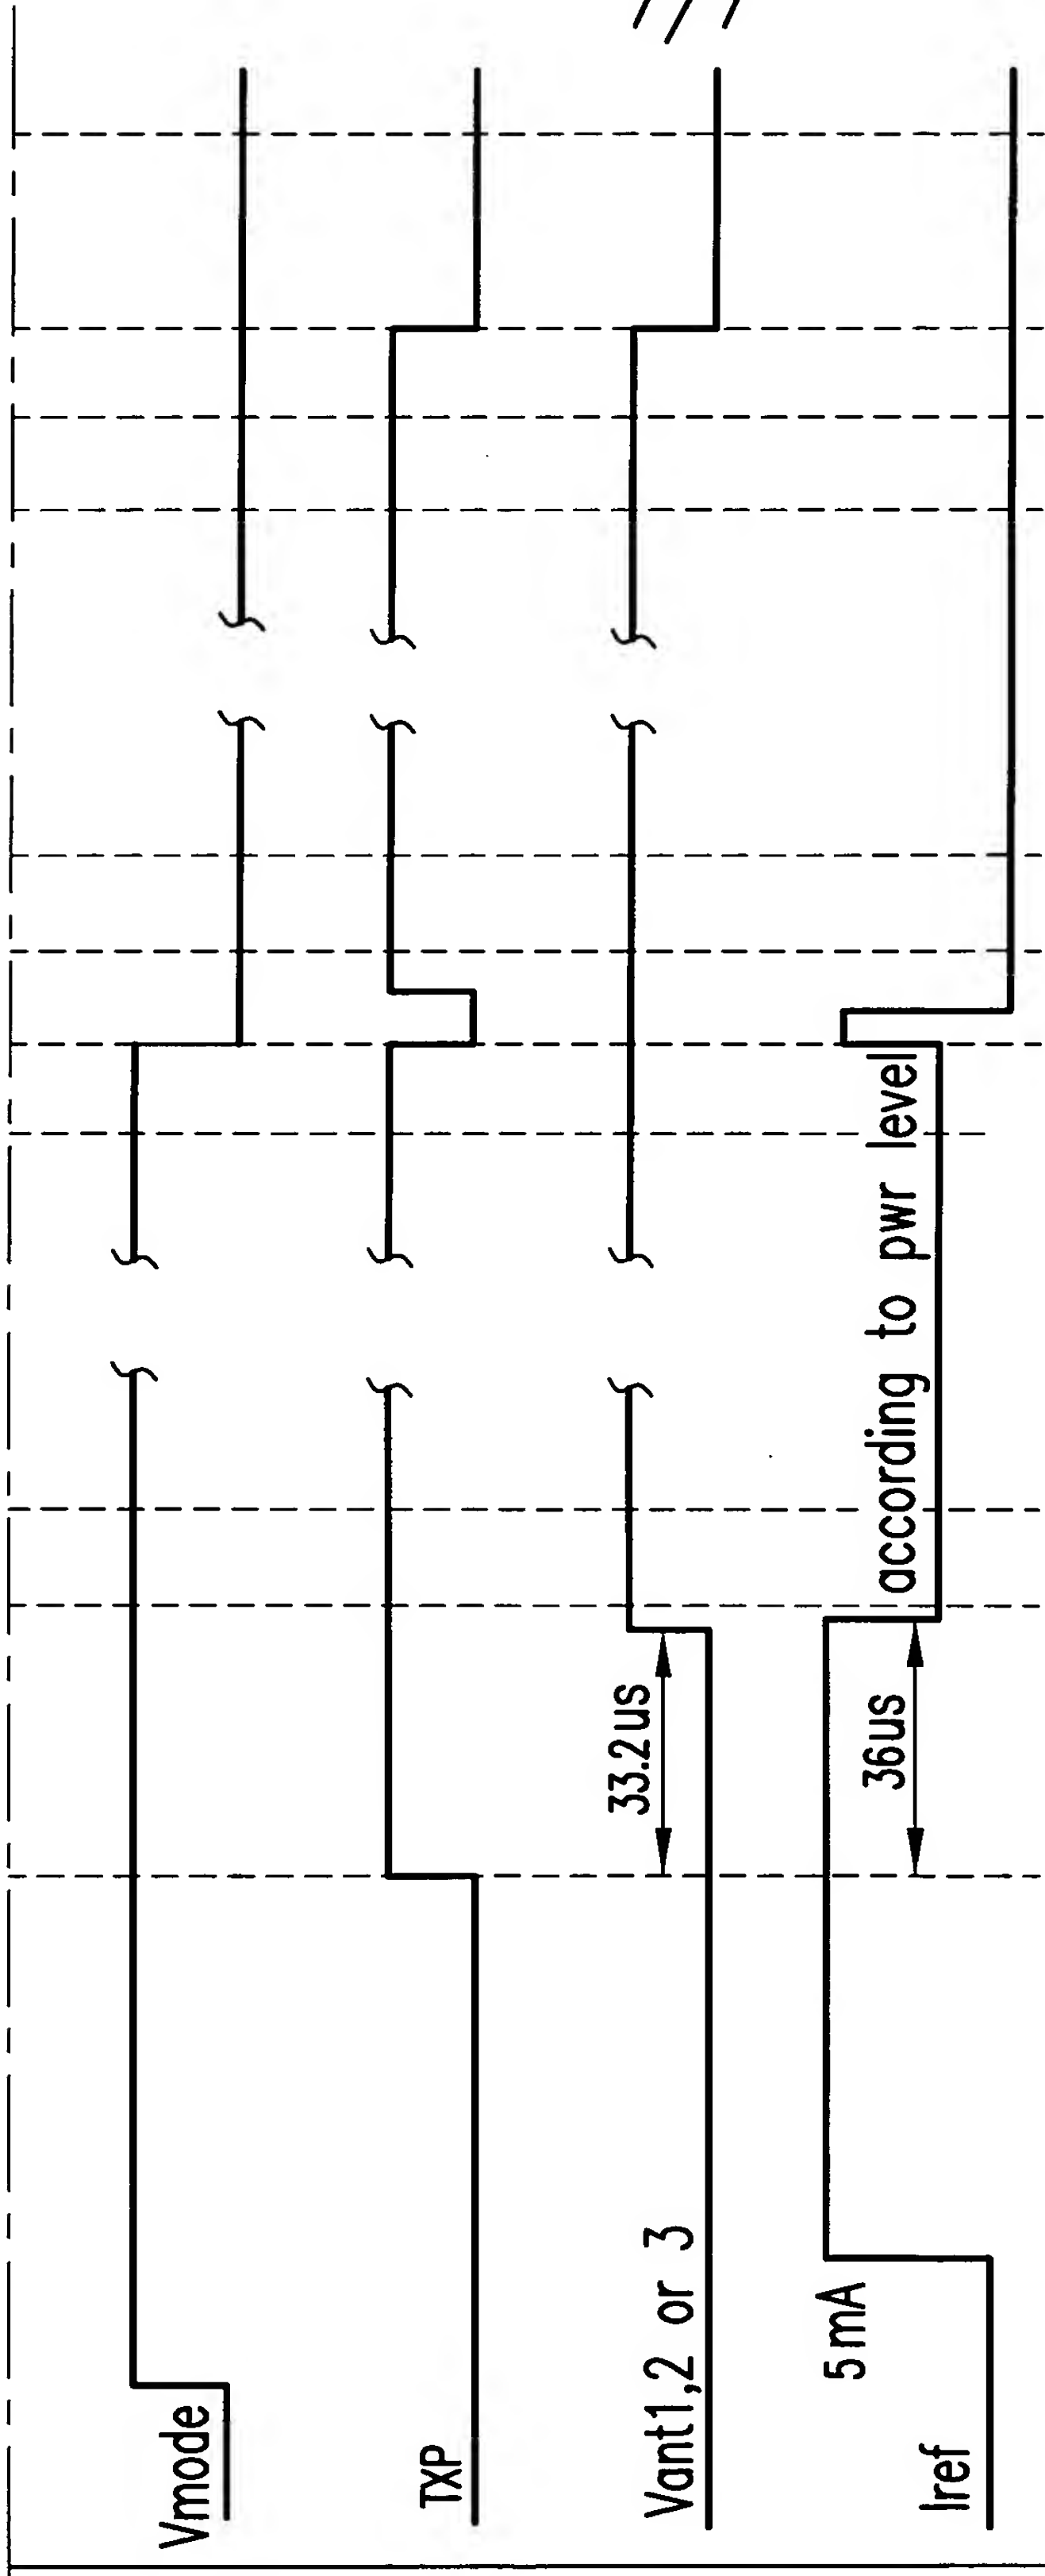 Vmode
TXP
Vant1,2 or 3
33.2us
5mA
Iref
36us
according to pwr level